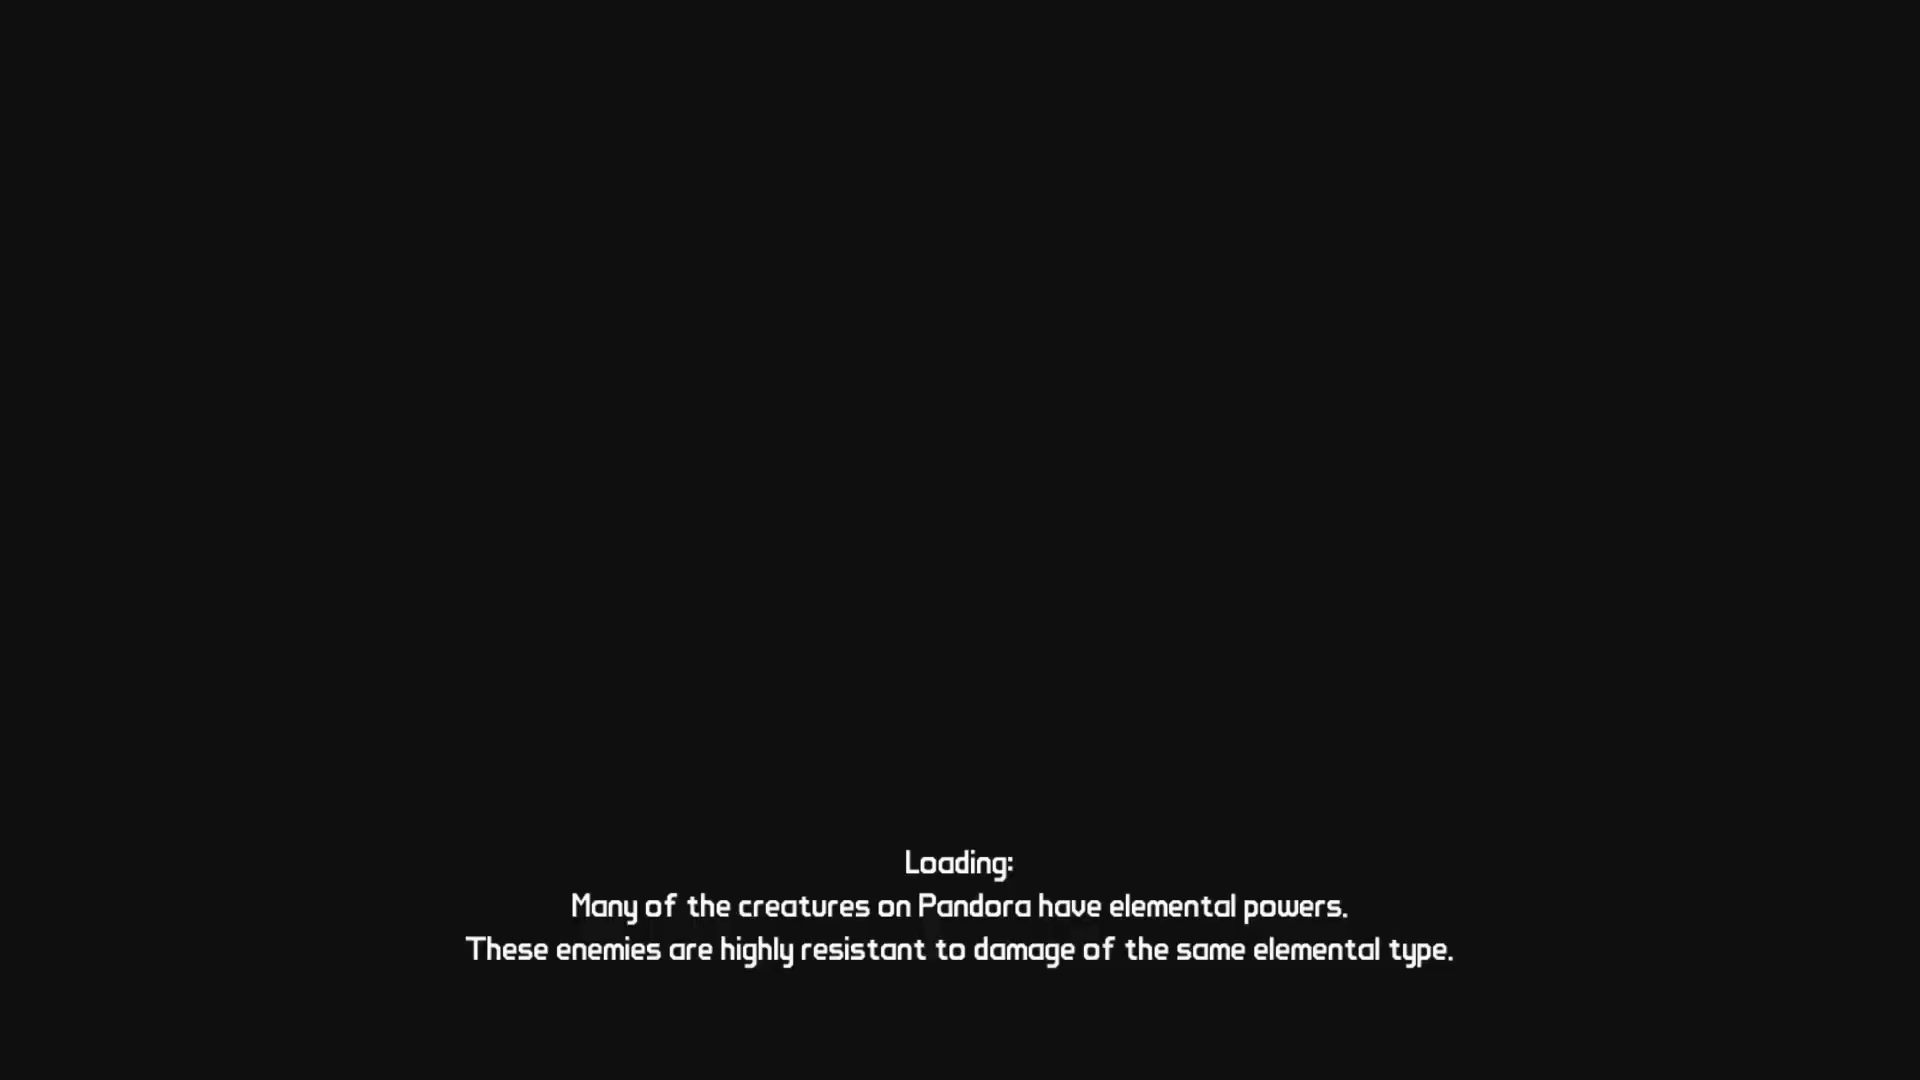 Loading:
Many of the creatures on Pandora have elemental powers.
These enemies are highly resistant to damage of the same elemental type.